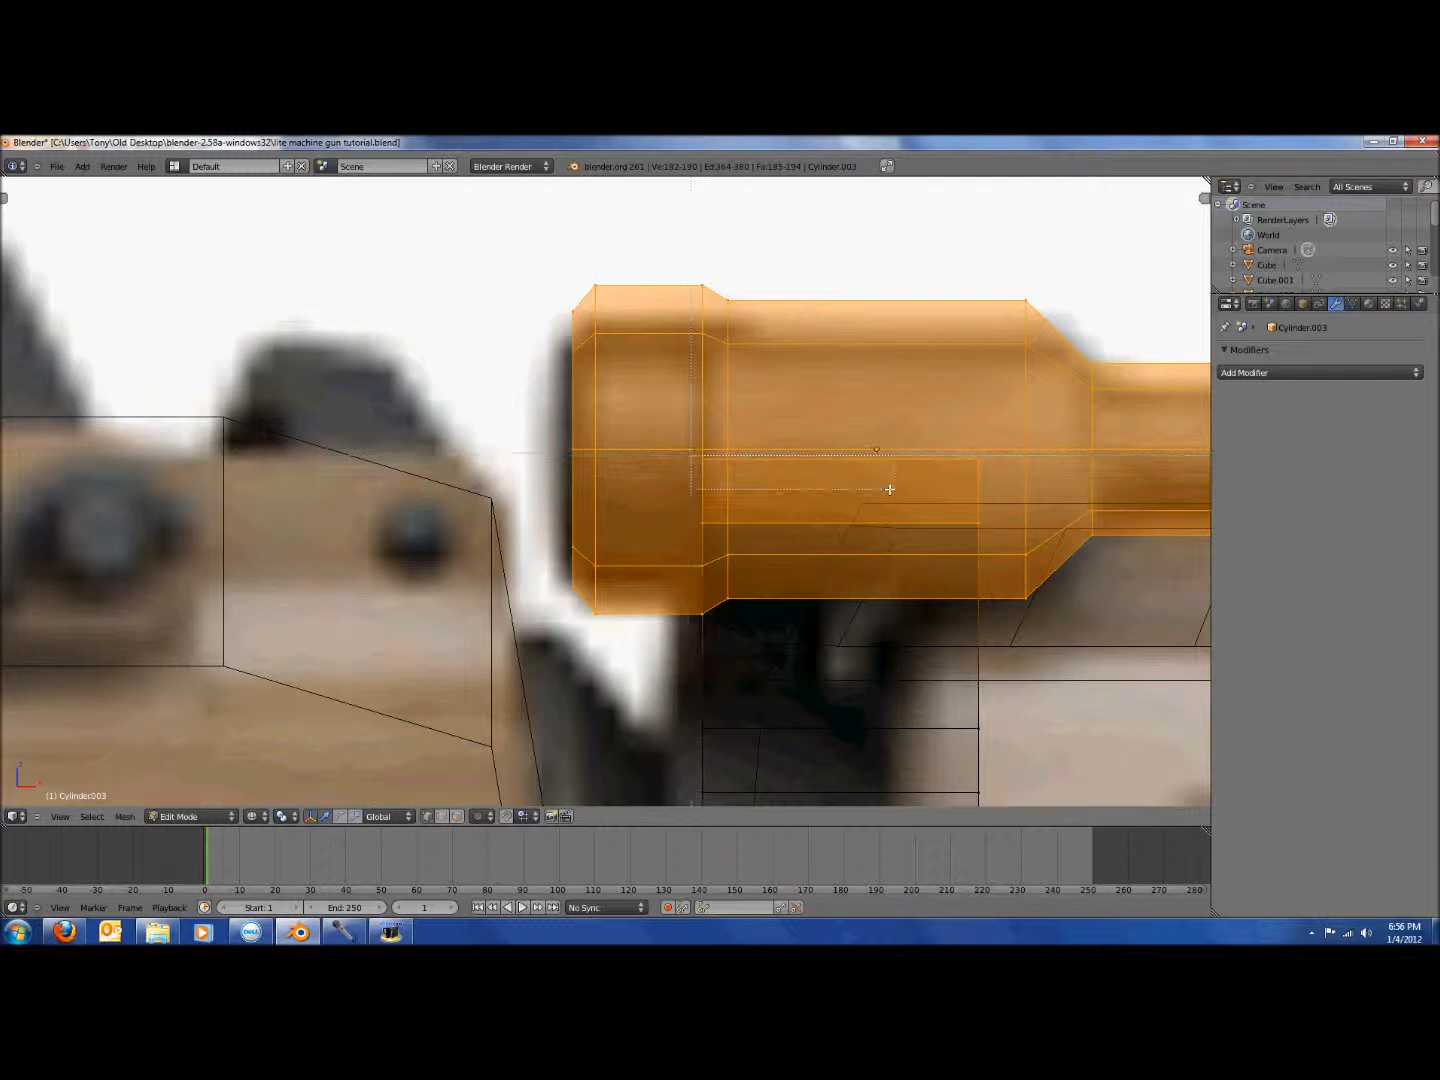 Blender* [C:\Users\Tony\Old Desktop\blender-2.58a-windows32\lite machine gun tutorial.blend]
File Add Render Help Default Scene Blender Render blender.org 261 | Ve:182-190 | Ed:364-380 | Fa:185-194 | Cylinder.003
View Search All Scenes
Scene
RenderLayers
World
Camera
Cube
Cube.001
Cylinder.003
Modifiers
Add Modifier
(1) Cylinder.003
View Select Mesh Edit Mode Global
-50 -40 -30 -20 -10 0 10 20 30 40 50 60 70 80 90 100 110 120 130 140 150 160 170 180 190 200 210 220 230 240 250 260 270 280
View Marker Frame Playback Start: 1 End: 250 1 No Sync
DELL
6:56 PM
1/4/2012